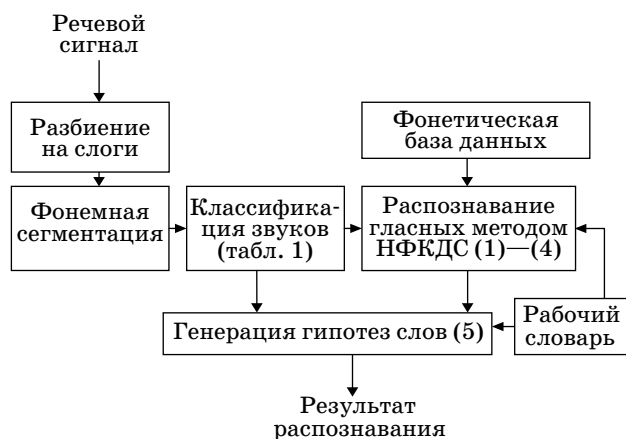 Речевой
сигнал
Разбиение
на слоги
Фонетическая
база данных
Фонемная
сегментация
Классифика-
ция звуков
(табл. 1)
Распознавание
гласных методом
НФКДС (1)—(4)
Генерация гипотез слов (5)
Рабочий
словарь
Результат
распознавания